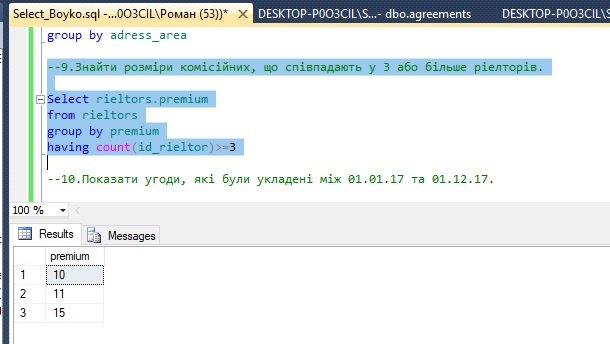 Select_Boyko.sql -...0O3CIL\Роман (53))* DESKTOP-P0O3CIL\S...- dbo.agreements DESKTOP-P0O3CIL\S
group by adress_area
--9.Знайти розміри комісійних, що співпадають у 3 або більше ріелторів.
Select rieltors.premium
from rieltors
group by premium
having count(id_rieltor)>=3
--10.Показати угоди, які були укладені між 01.01.17 та 01.12.17.
100 %
Results Messages
premium
1 10
2 11
3 15